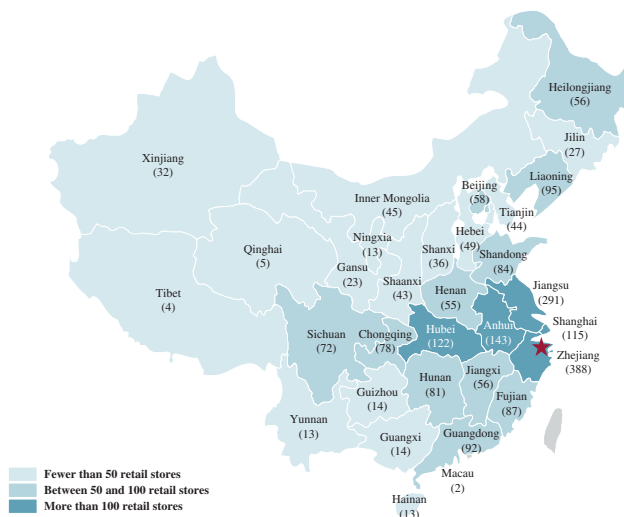 Heilongjiang
(56)
Jilin
(27)
Xinjiang
(32)
Liaoning
(95)
Beijing
(58)
Inner Mongolia
(45)
Tianjin
(44)
Hebei
(49)
Ningxia
(13)
Shanxi
(36)
Qinghai
(5)
Shandong
(84)
Gansu
(23)
Shaanxi
(43)
Jiangsu
(291)
Henan
(55)
Tibet
(4)
Shanghai
(115)
Sichuan
(72)
Chongqing
(78)
Hubei
(122)
Anhui
(143)
Zhejiang
(388)
Hunan
(81)
Jiangxi
(56)
Guizhou
(14)
Fujian
(87)
Yunnan
(13)
Guangxi
(14)
Guangdong
(92)
Macau
(2)
Hainan
(13)
Fewer than 50 retail stores
Between 50 and 100 retail stores
More than 100 retail stores